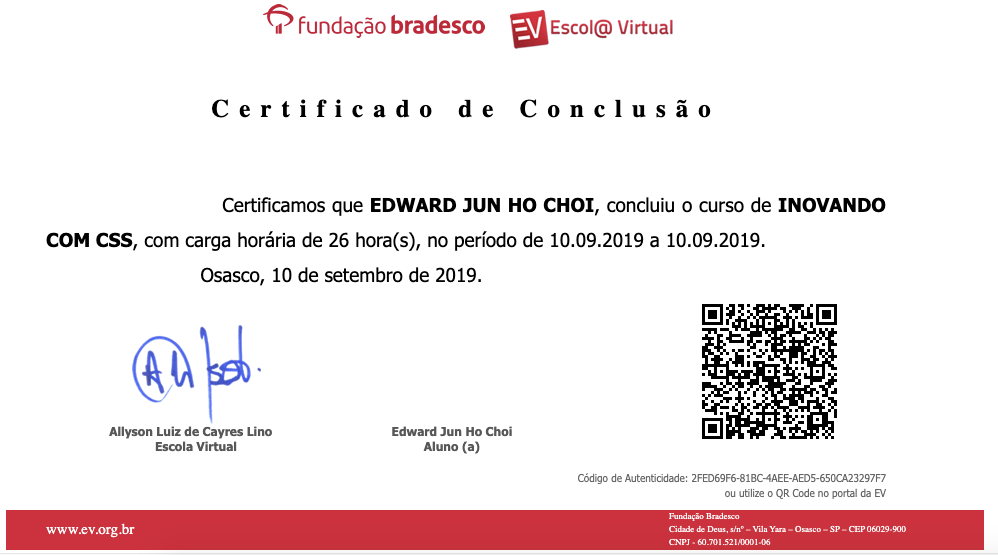 fundação bradesco
EV Escol@ Virtual
Certificado de Conclusão
Certificamos que EDWARD JUN HO CHOI, concluiu o curso de INOVANDO
COM CSS, com carga horária de 26 hora(s), no período de 10.09.2019 a 10.09.2019.
Osasco, 10 de setembro de 2019.
Allyson Luiz de Cayres Lino
Escola Virtual
Edward Jun Ho Choi
Aluno (a)
Código de Autenticidade: 2FED69F6-81BC-4AEE-AED5-650CA23297F7
ou utilize o QR Code no portal da EV
www.ev.org.br
Fundação Bradesco
Cidade de Deus, s/nº – Vila Yara – Osasco – SP – CEP 06029-900
CNPJ - 60.701.521/0001-06